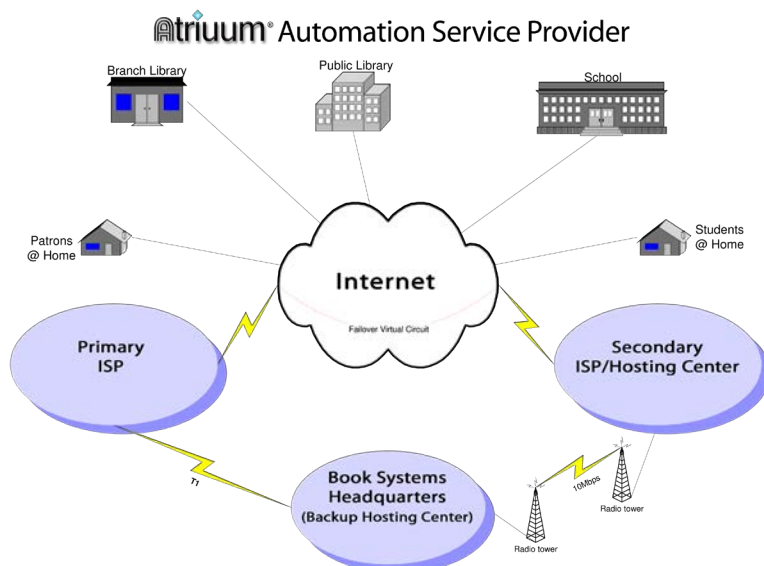 Atriuum® Automation Service Provider
Branch Library
Public Library
School
Patrons
@ Home
Students
@ Home
Internet
Failover Virtual Circuit
Primary
ISP
Secondary
ISP/Hosting Center
T1
Book Systems
Headquarters
(Backup Hosting Center)
10Mbps
Radio tower
Radio tower